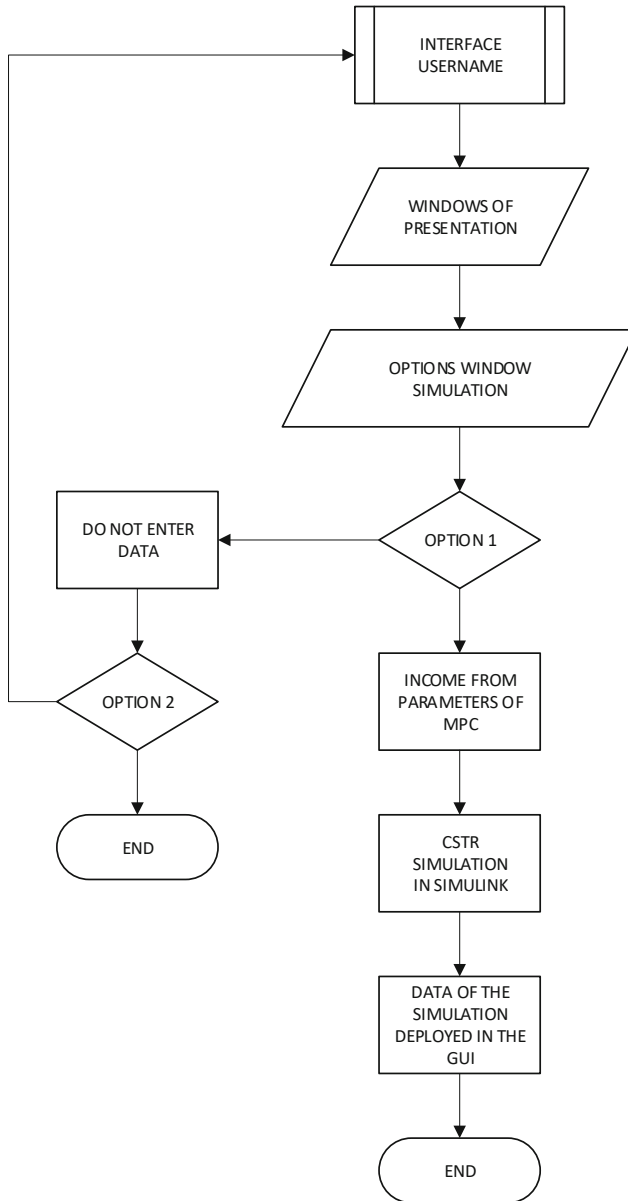 INTERFACE
USERNAME
WINDOWS OF
PRESENTATION
OPTIONS WINDOW
SIMULATION
DO NOT ENTER
DATA
OPTION 1
OPTION 2
INCOME FROM
PARAMETERS OF
MPC
END
CSTR
SIMULATION
IN SIMULINK
DATA OF THE
SIMULATION
DEPLOYED IN THE
GUI
END